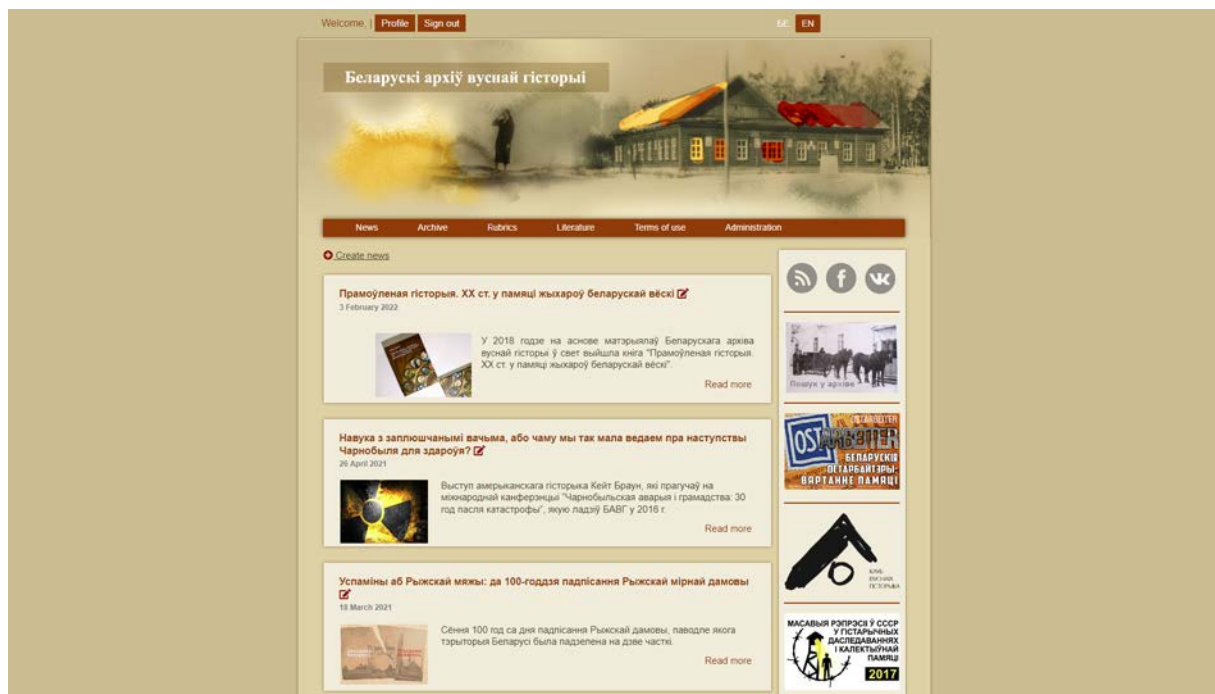 Welcome, | Profile Sign out
БЕ EN
Беларускі архіў вуснай гісторыі
News Archive Rubrics Literature Terms of use Administration
Create news
Прамоўленая гісторыя. XX ст. у памяці жыхароў беларускай вёскі
3 February 2022
У 2018 годзе на аснове матэрыялаў Беларускага архіва
вуснай гісторыі ў свет выйшла кніга "Прамоўленая гісторыя.
XX ст. у памяці жыхароў беларускай вёскі".
Read more
Навука з заплюшчанымі вачыма, або чаму мы так мала ведаем пра наступствы
Чарнобыля для здароўя?
26 April 2021
Выступ амерыканскага гісторыка Кейт Браун, які прагучаў на
міжнароднай канферэнцыі "Чарнобыльская аварыя і грамадства: 30
год пасля катастрофы", якую ладзіў БАВГ у 2016 г.
Read more
Успаміны аб Рыжскай мяжы: да 100-годдзя падпісання Рыжскай мірнай дамовы
18 March 2021
Сёння 100 год са дня падпісання Рыжскай дамовы, паводле якога
тэрыторыя Беларусі была падзелена на дзве часткі.
Read more
Пошук у архіве
OSTARBEITER
OST
ARBEITER
БЕЛАРУСКІЯ
ОСТАРБАЙТЭРЫ:
ВЯРТАННЕ ПАМЯЦІ
КЛУБ
ВУСНАГА
ГІСТОРЫКА
МАСАВЫЯ РЭПРЭСІІ Ў СССР
У ГІСТАРЫЧНЫХ
ДАСЛЕДАВАННЯХ
І КАЛЕКТЫЎНАЙ
ПАМЯЦІ
2017